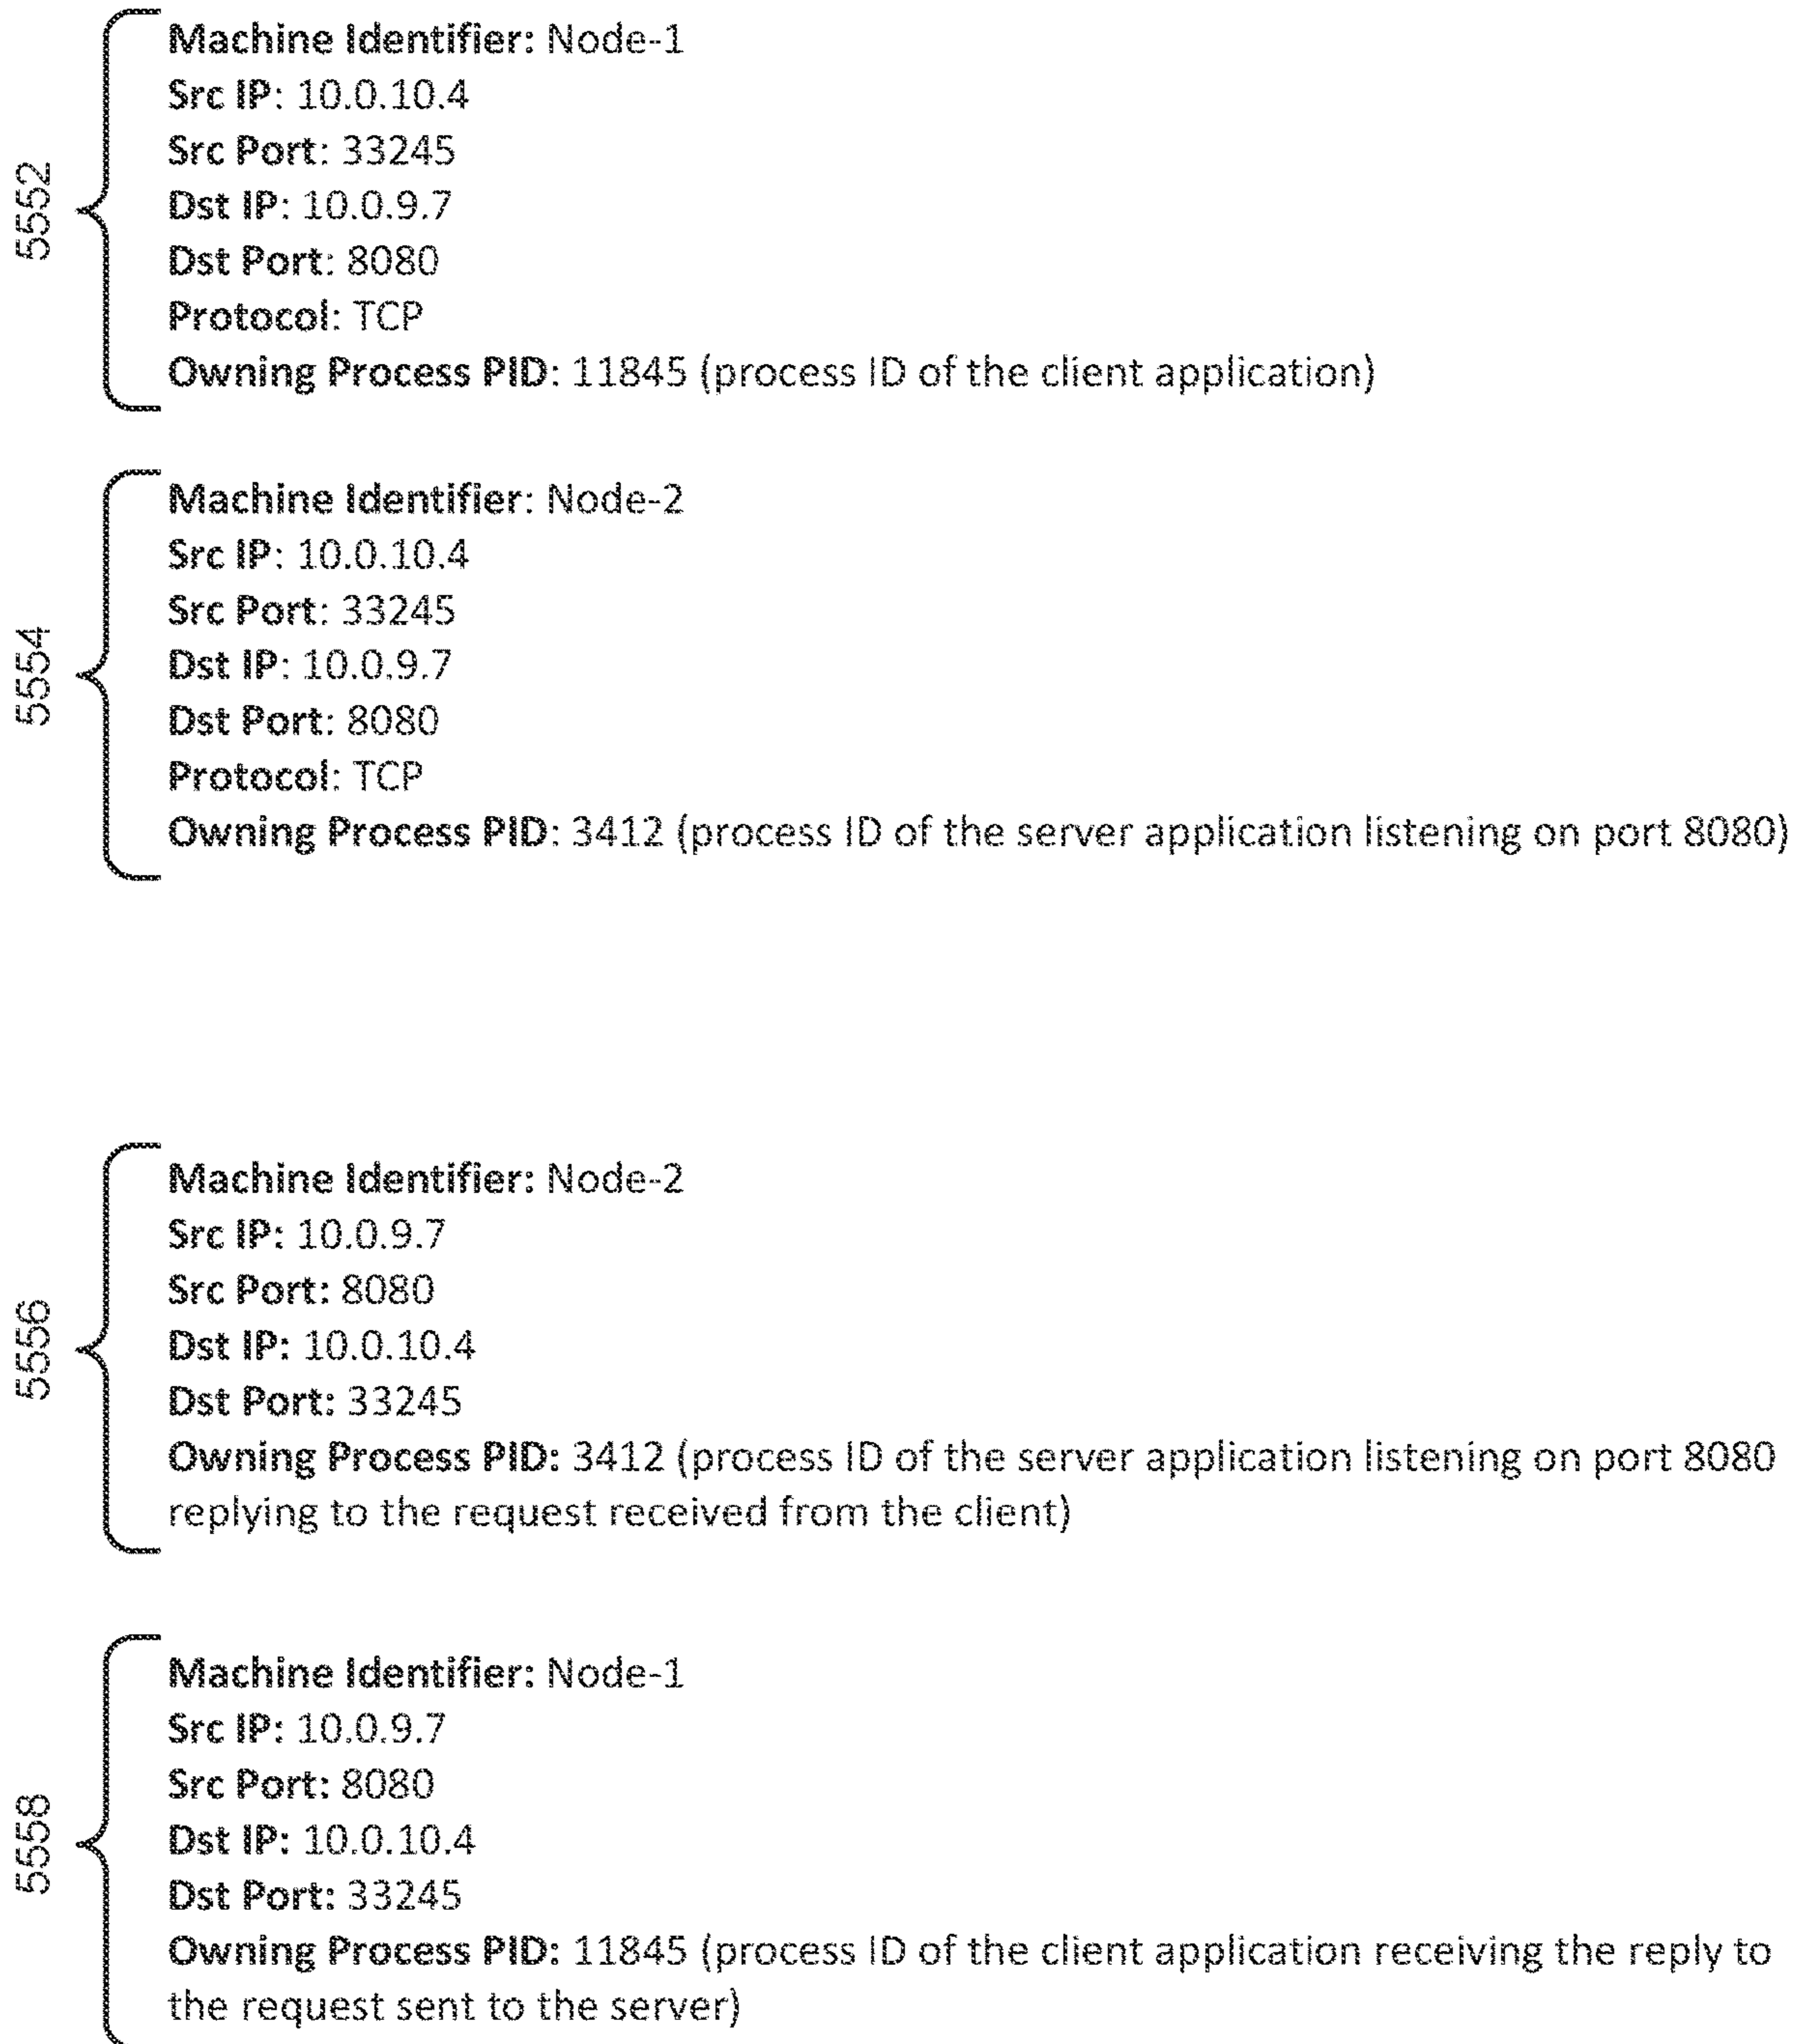 5552
Machine Identifier: Node-1
Src IP: 10.0.10.4
Src Port: 33245
Dst IP: 10.0.9.7
Dst Port: 8080
Protocol: TCP
Owning Process PID: 11845 (process ID of the client application)
5554
Machine Identifier: Node-2
Src IP: 10.0.10.4
Src Port: 33245
Dst IP: 10.0.9.7
Dst Port: 8080
Protocol: TCP
Owning Process PID: 3412 (process ID of the server application listening on port 8080)
5556
Machine Identifier: Node-2
Src IP: 10.0.9.7
Src Port: 8080
Dst IP: 10.0.10.4
Dst Port: 33245
Owning Process PID: 3412 (process ID of the server application listening on port 8080
replying to the request received from the client)
5558
Machine Identifier: Node-1
Src IP: 10.0.9.7
Src Port: 8080
Dst IP: 10.0.10.4
Dst Port: 33245
Owning Process PID: 11845 (process ID of the client application receiving the reply to
the request sent to the server)